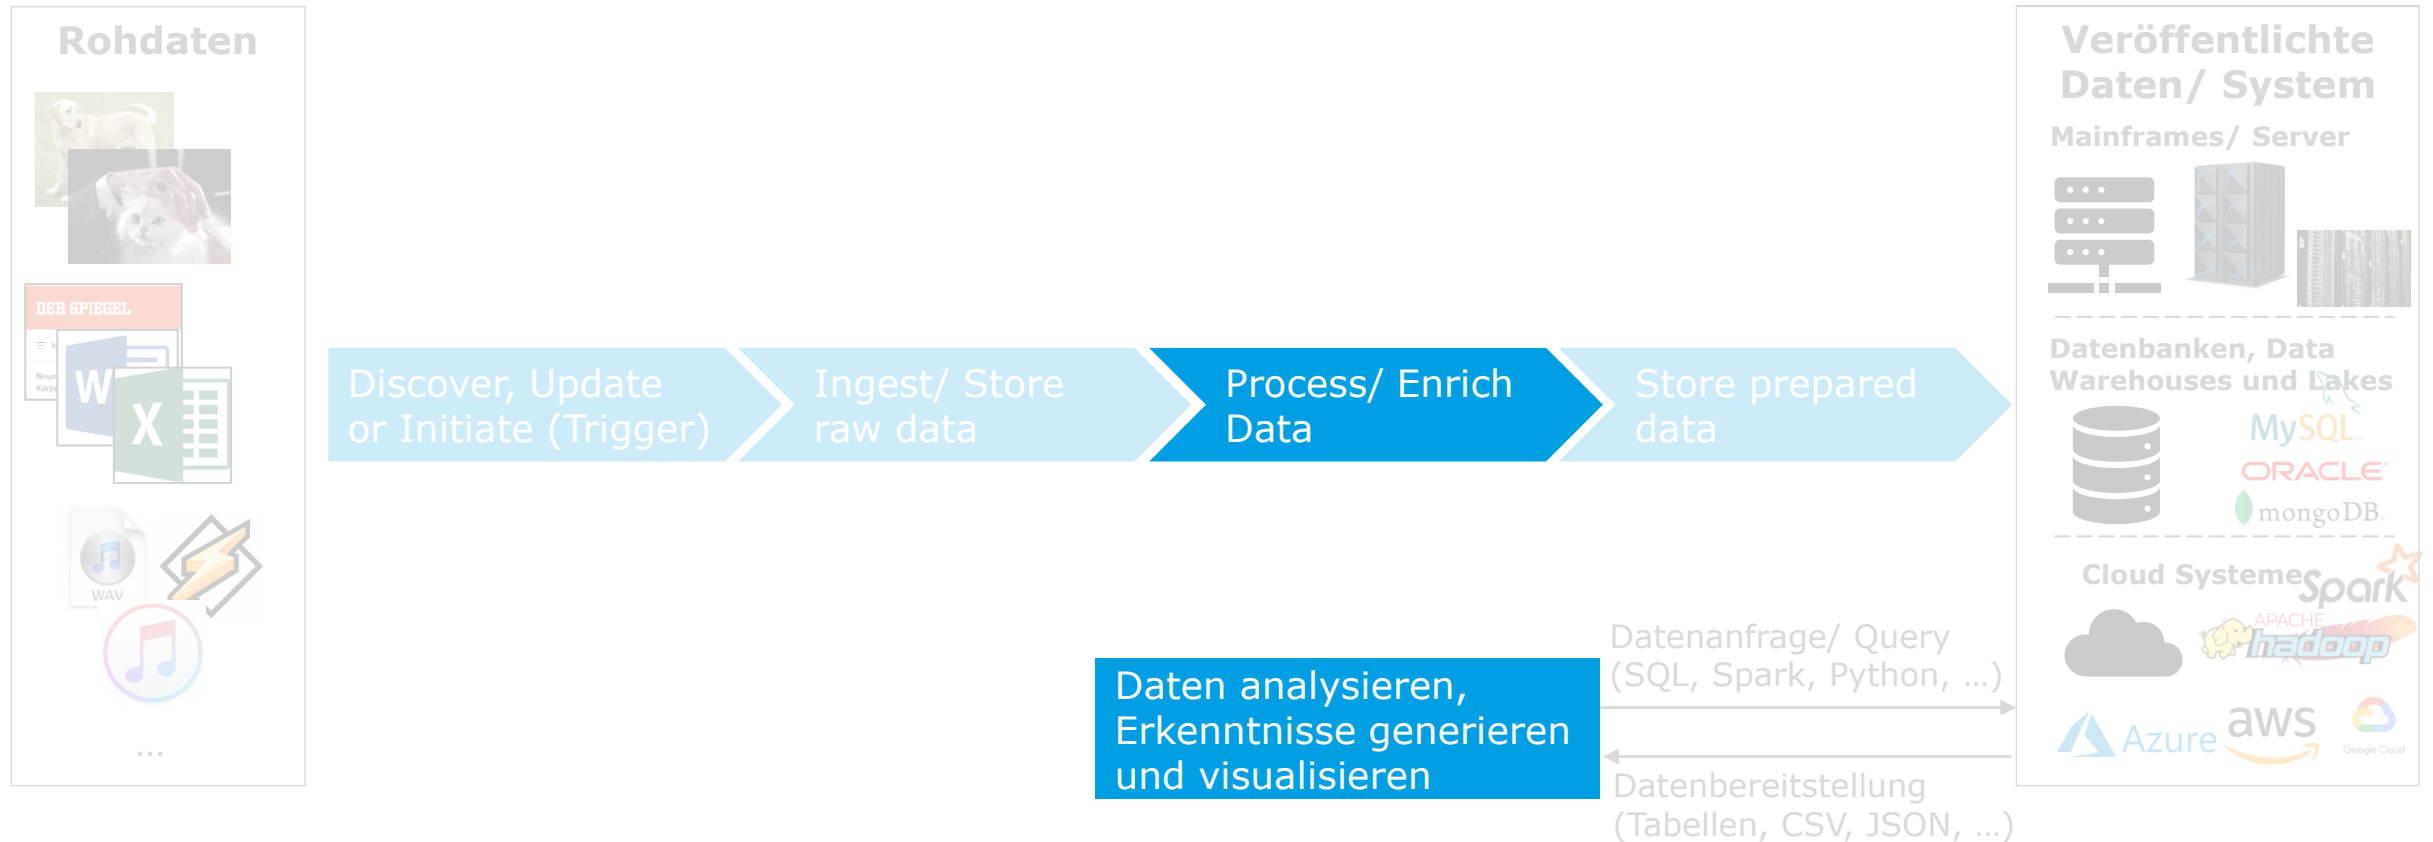 Rohdaten
DER SPIEGEL
Neue
Körpe
W
X
WAV
...
Discover, Update
or Initiate (Trigger)
Ingest/ Store
raw data
Process/ Enrich
Data
Store prepared
data
Daten analysieren,
Erkenntnisse generieren
und visualisieren
Datenanfrage/ Query
(SQL, Spark, Python, ...)
Datenbereitstellung
(Tabellen, CSV, JSON, ...)
Veröffentlichte
Daten/ System
Mainframes/ Server
Datenbanken, Data
Warehouses und Lakes
MySQL
ORACLE
mongoDB
Cloud Systeme
Spark
APACHE
hadoop
Azure
aws
Google Cloud